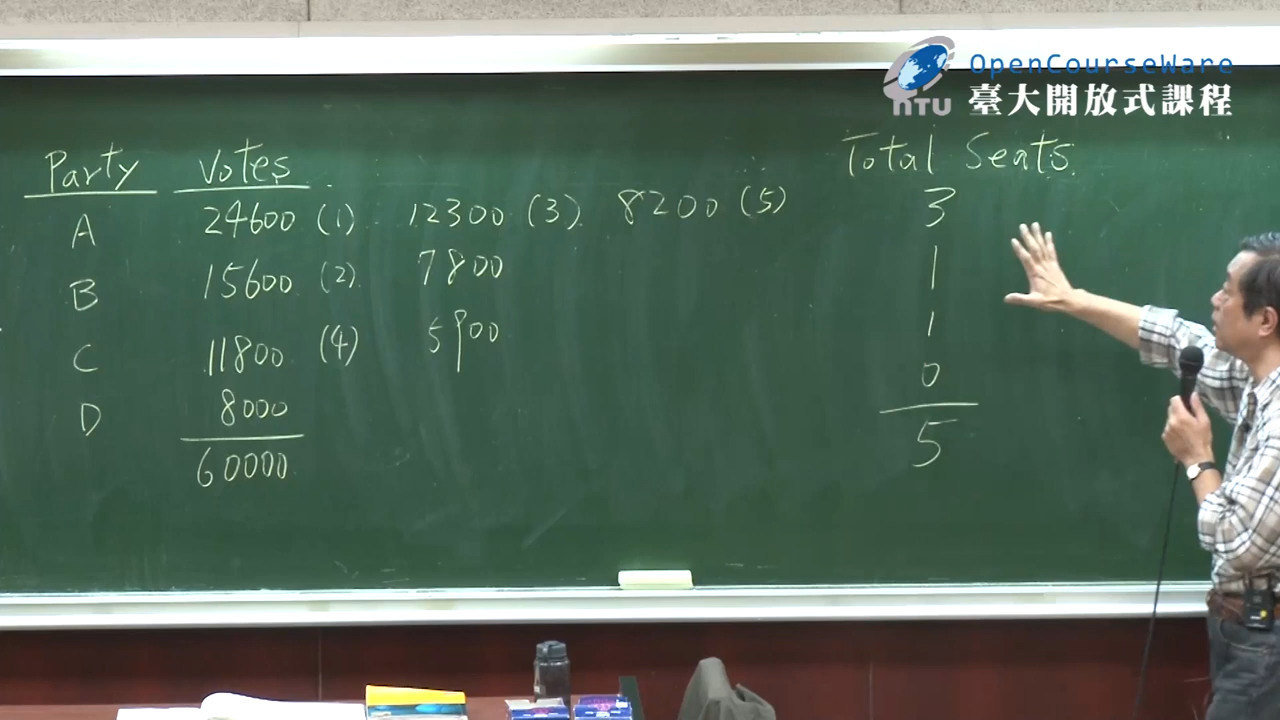 OpenCourseWare
NTU 臺大開放式課程
Party Votes Total Seats
A 24600 (1) 12300 (3) 8200 (5) 3
B 15600 (2) 7800 1
C 11800 (4) 5900 1
D 8000 0
60000 5